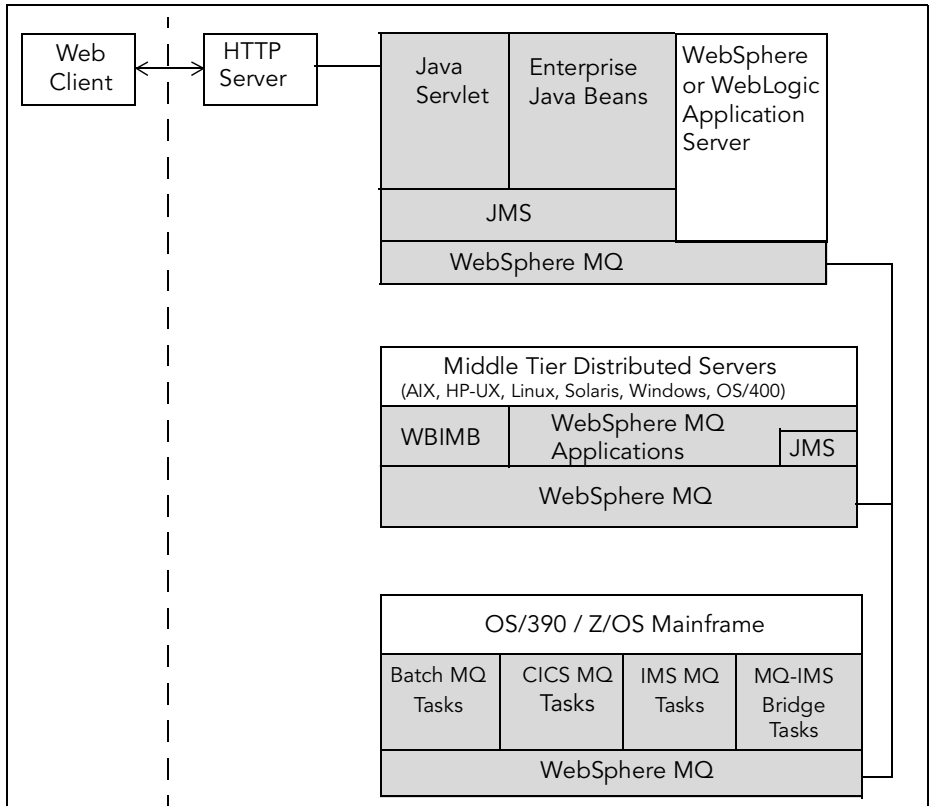 Web
Client
HTTP
Server
Java
Servlet
Enterprise
Java Beans
WebSphere
or WebLogic
Application
Server
JMS
WebSphere MQ
Middle Tier Distributed Servers
(AIX, HP-UX, Linux, Solaris, Windows, OS/400)
WBIMB
WebSphere MQ
Applications
JMS
WebSphere MQ
OS/390 / Z/OS Mainframe
Batch MQ
Tasks
CICS MQ
Tasks
IMS MQ
Tasks
MQ-IMS
Bridge
Tasks
WebSphere MQ